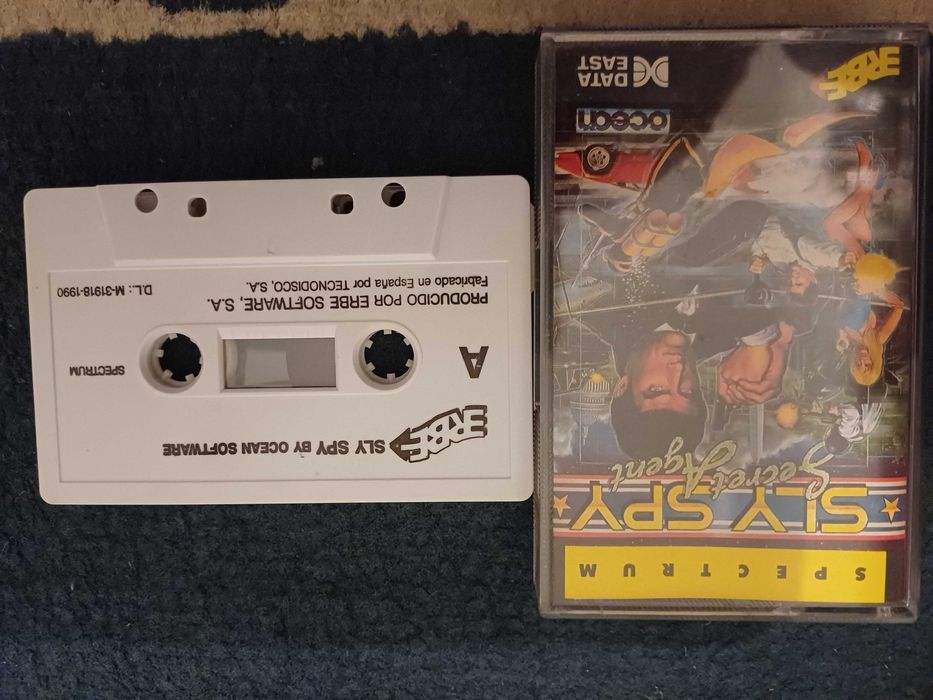 ERBE SLY SPY BY OCEAN SOFTWARE
A
SPECTRUM
PRODUCIDO POR ERBE SOFTWARE, S.A.
Fabricado en España por TECNODISCO, S.A.
D.L.: M-31918-1990
SPECTRUM
SLY SPY
Secret Agent
ocean
ERBE
DATA
EAST